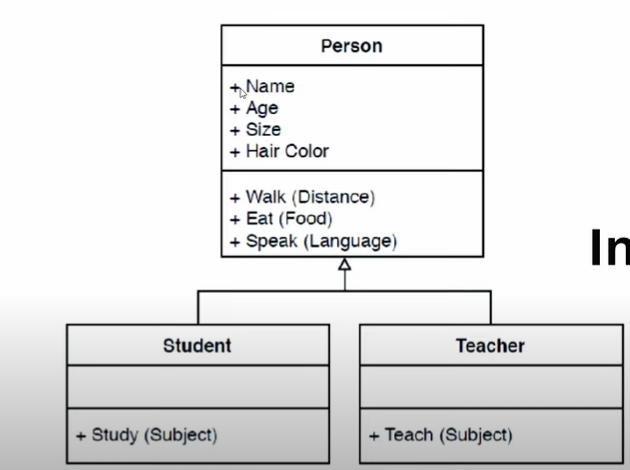 Person
+ Name
+ Age
+ Size
+ Hair Color
+ Walk (Distance)
+ Eat (Food)
+ Speak (Language)
In
Student
Teacher
+ Study (Subject)
+ Teach (Subject)